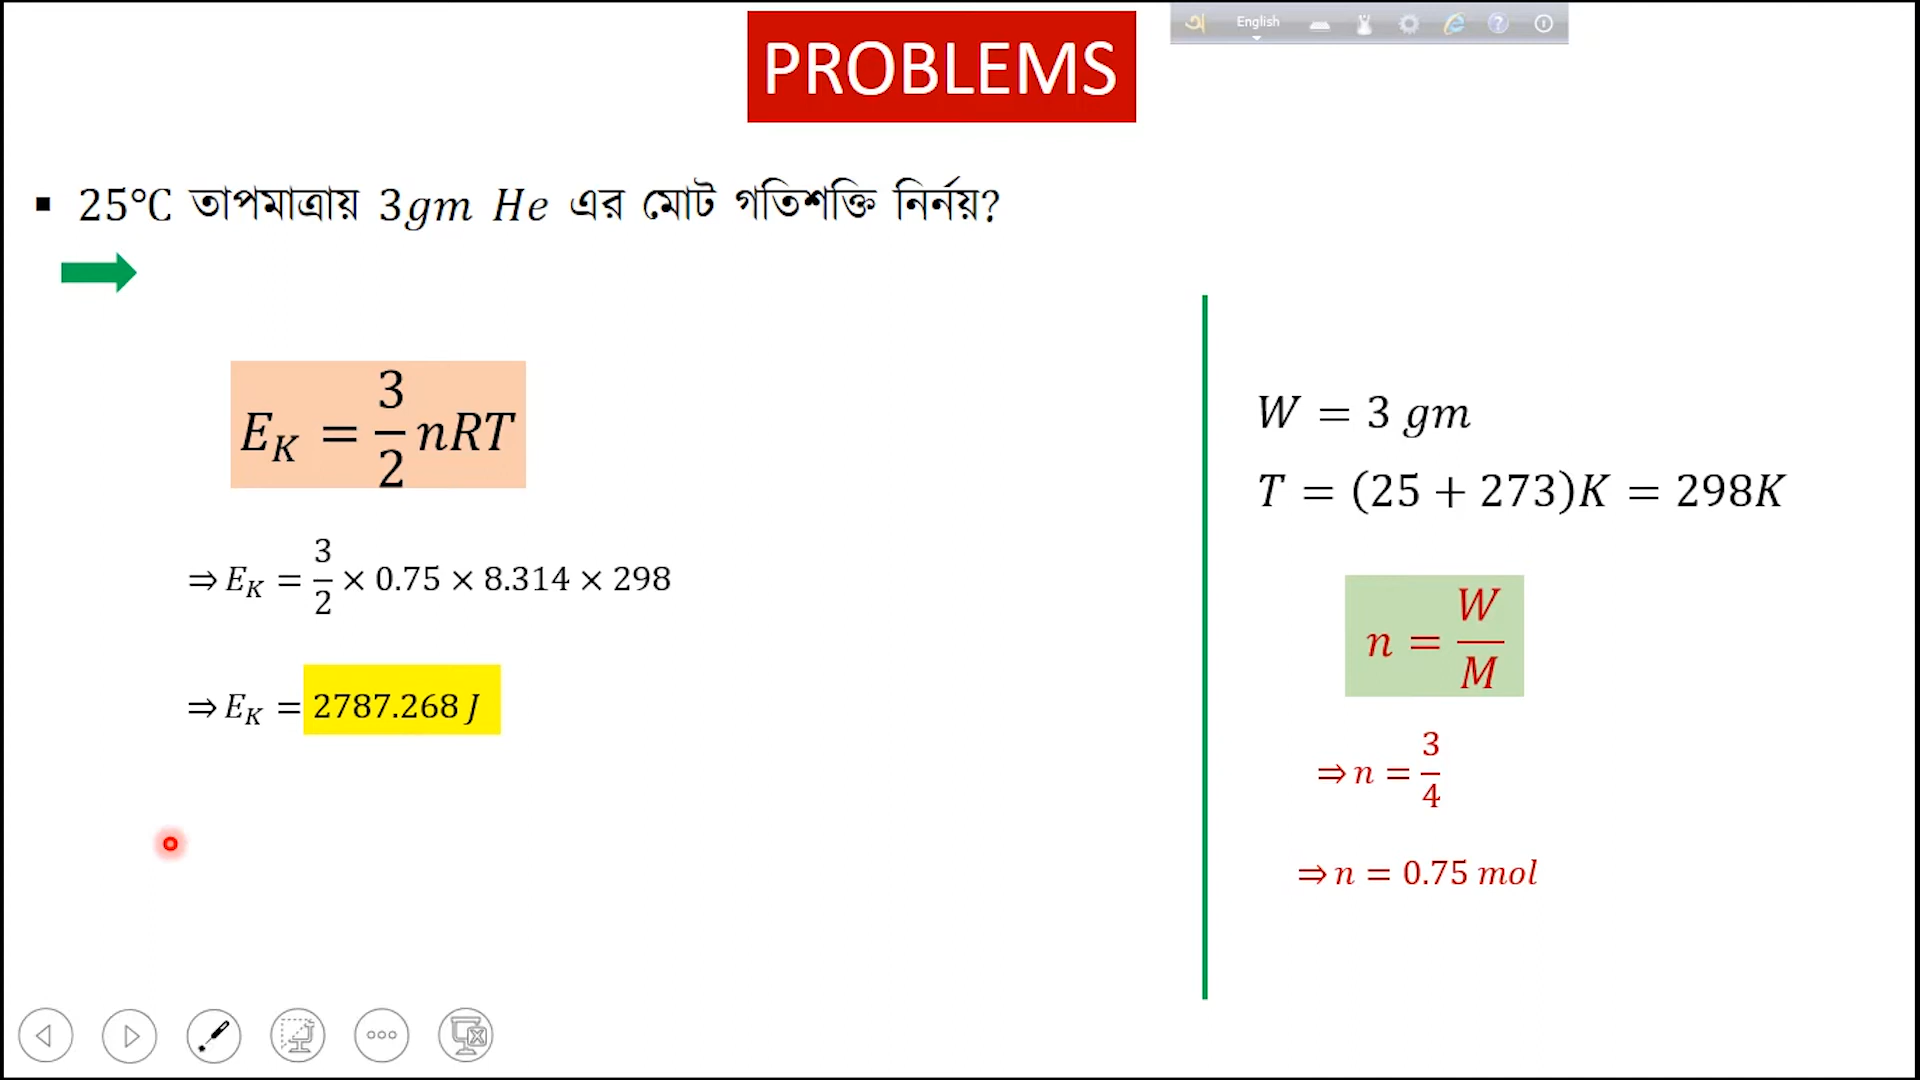 English
PROBLEMS
▪ 25°C তাপমাত্রায় 3gm He এর মোট গতিশক্তি নির্নয়?
E_K = 3/2 nRT
⇒ E_K = 3/2 × 0.75 × 8.314 × 298
⇒ E_K = 2787.268 J
W = 3 gm
T = (25 + 273)K = 298K
n = W/M
⇒ n = 3/4
⇒ n = 0.75 mol